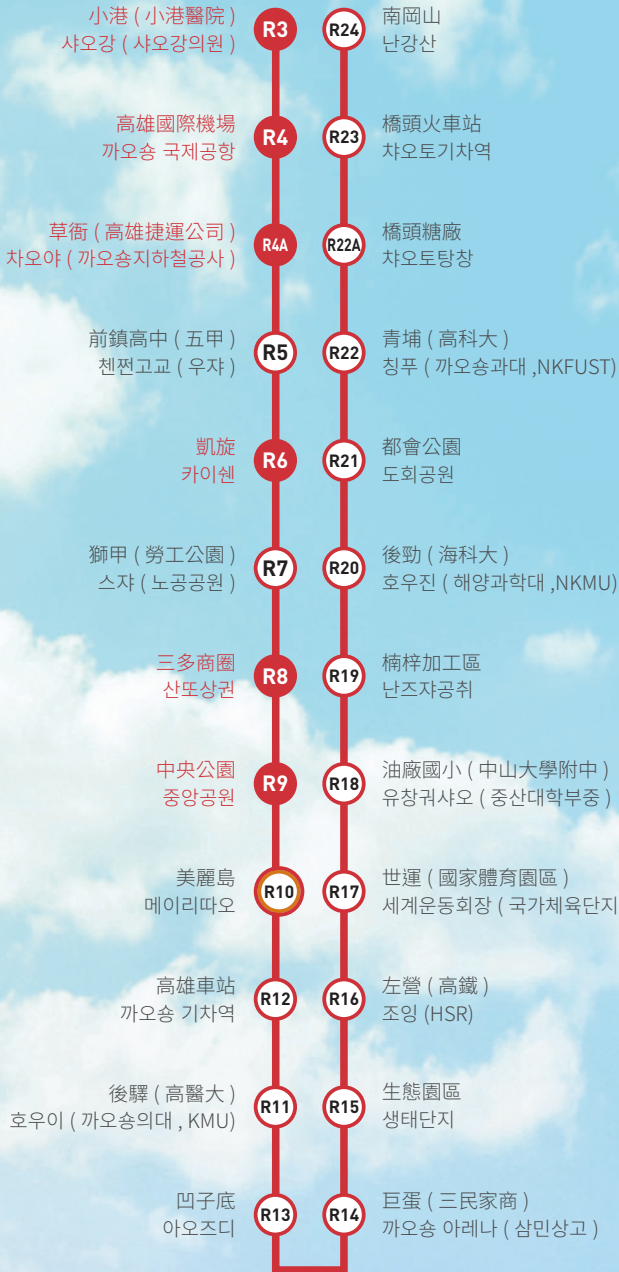 小港 ( 小港醫院 )
샤오강 ( 샤오강의원 )
R3
高雄國際機場
까오숑 국제공항
R4
草衙 ( 高雄捷運公司 )
차오야 ( 까오숑지하철공사 )
R4A
前鎮高中 ( 五甲 )
첸쩐고교 ( 우쟈 )
R5
凱旋
카이쉔
R6
獅甲 ( 勞工公園 )
스쟈 ( 노공공원 )
R7
三多商圈
산또상권
R8
中央公園
중앙공원
R9
美麗島
메이리따오
R10
高雄車站
까오숑 기차역
R12
後驛 ( 高醫大 )
호우이 ( 까오숑의대 , KMU)
R11
凹子底
아오즈디
R13
R24
南岡山
난강산
R23
橋頭火車站
챠오토기차역
R22A
橋頭糖廠
챠오토탕창
R22
青埔 ( 高科大 )
칭푸 ( 까오숑과대 ,NKFUST)
R21
都會公園
도회공원
R20
後勁 ( 海科大 )
호우진 ( 해양과학대 ,NKMU)
R19
楠梓加工區
난즈쟈공취
R18
油廠國小 ( 中山大學附中 )
유창궈샤오 ( 중산대학부중 )
R17
世運 ( 國家體育園區 )
세계운동회장 ( 국가체육단지
R16
左營 ( 高鐵 )
조잉 (HSR)
R15
生態園區
생태단지
R14
巨蛋 ( 三民家商 )
까오숑 아레나 ( 삼민상고 )